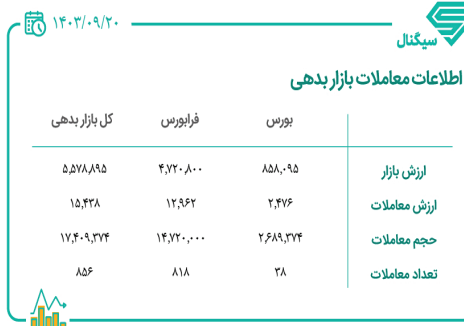 ۱۴۰۳/۰۹/۲۰
سیگنال
اطلاعات معاملات بازار بدهی
بورس فرابورس کل بازار بدهی
ارزش بازار ۸۵۸,۰۹۵ ۴,۷۲۰,۸۰۰ ۵,۵۷۸,۸۹۵
ارزش معاملات ۲,۴۷۶ ۱۲,۹۶۲ ۱۵,۴۳۸
حجم معاملات ۲,۶۸۹,۳۷۴ ۱۴,۷۲۰,۰۰۰ ۱۷,۴۰۹,۳۷۴
تعداد معاملات ۳۸ ۸۱۸ ۸۵۶